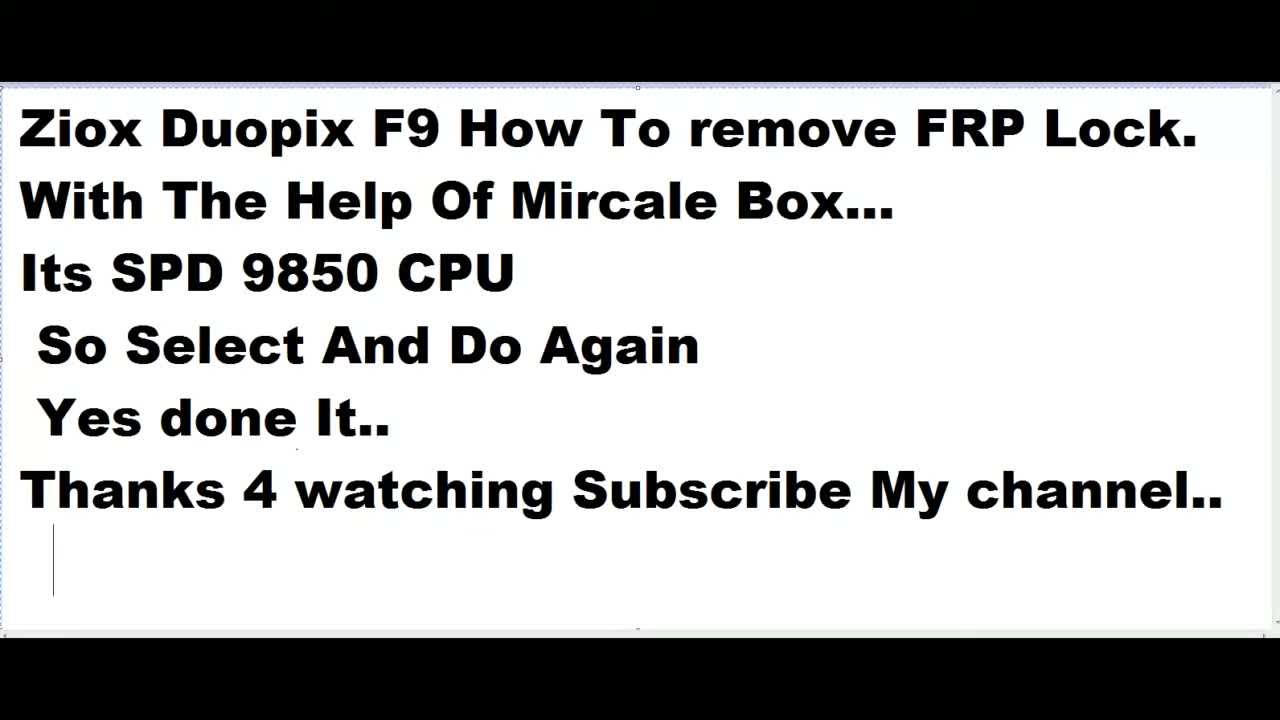 Ziox Duopix F9 How To remove FRP Lock.
With The Help Of Mircale Box...
Its SPD 9850 CPU
So Select And Do Again
Yes done It..
Thanks 4 watching Subscribe My channel..